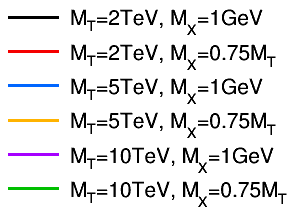 M_T=2TeV, M_X=1GeV
M_T=2TeV, M_X=0.75M_T
M_T=5TeV, M_X=1GeV
M_T=5TeV, M_X=0.75M_T
M_T=10TeV, M_X=1GeV
M_T=10TeV, M_X=0.75M_T